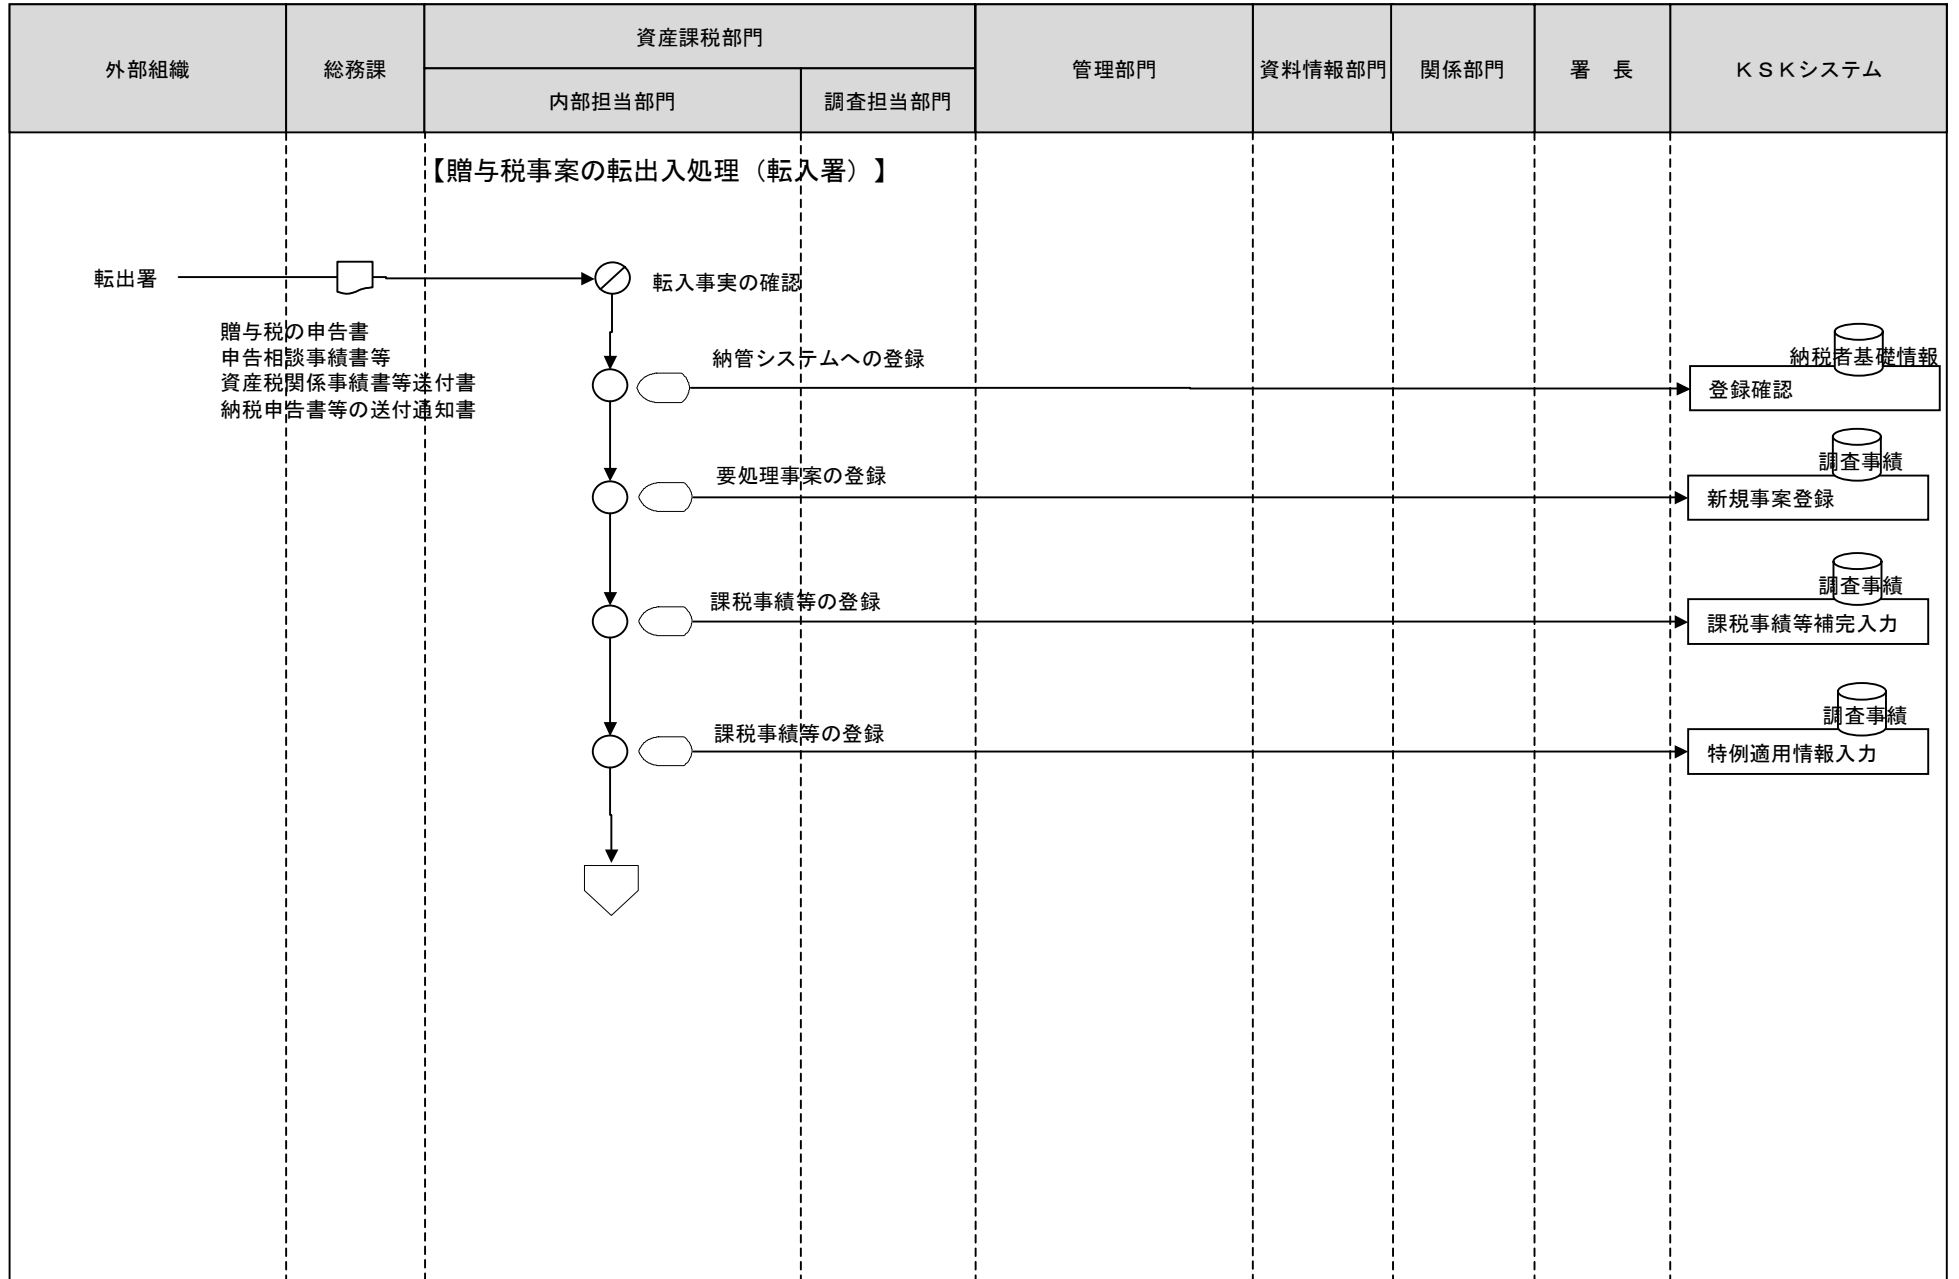 外部組織
総務課
資産課税部門
内部担当部門
調査担当部門
管理部門
資料情報部門
関係部門
署　長
ＫＳＫシステム
【贈与税事案の転出入処理（転入署）】
転出署
転入事実の確認
贈与税の申告書
申告相談事績書等
資産税関係事績書等送付書
納税申告書等の送付通知書
納管システムへの登録
納税者基礎情報
登録確認
要処理事案の登録
調査事績
新規事案登録
課税事績等の登録
調査事績
課税事績等補完入力
課税事績等の登録
調査事績
特例適用情報入力